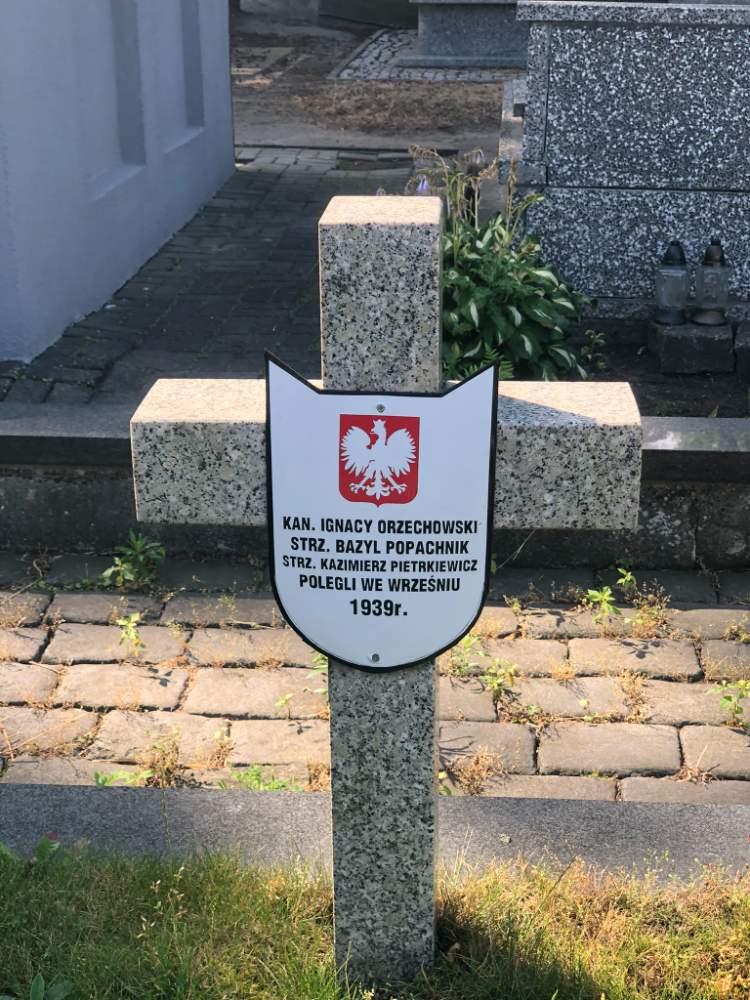 KAN. IGNACY ORZECHOWSKI
STRZ. BAZYL POPACHNIK
STRZ. KAZIMIERZ PIETRKIEWICZ
POLEGLI WE WRZEŚNIU
1939r.